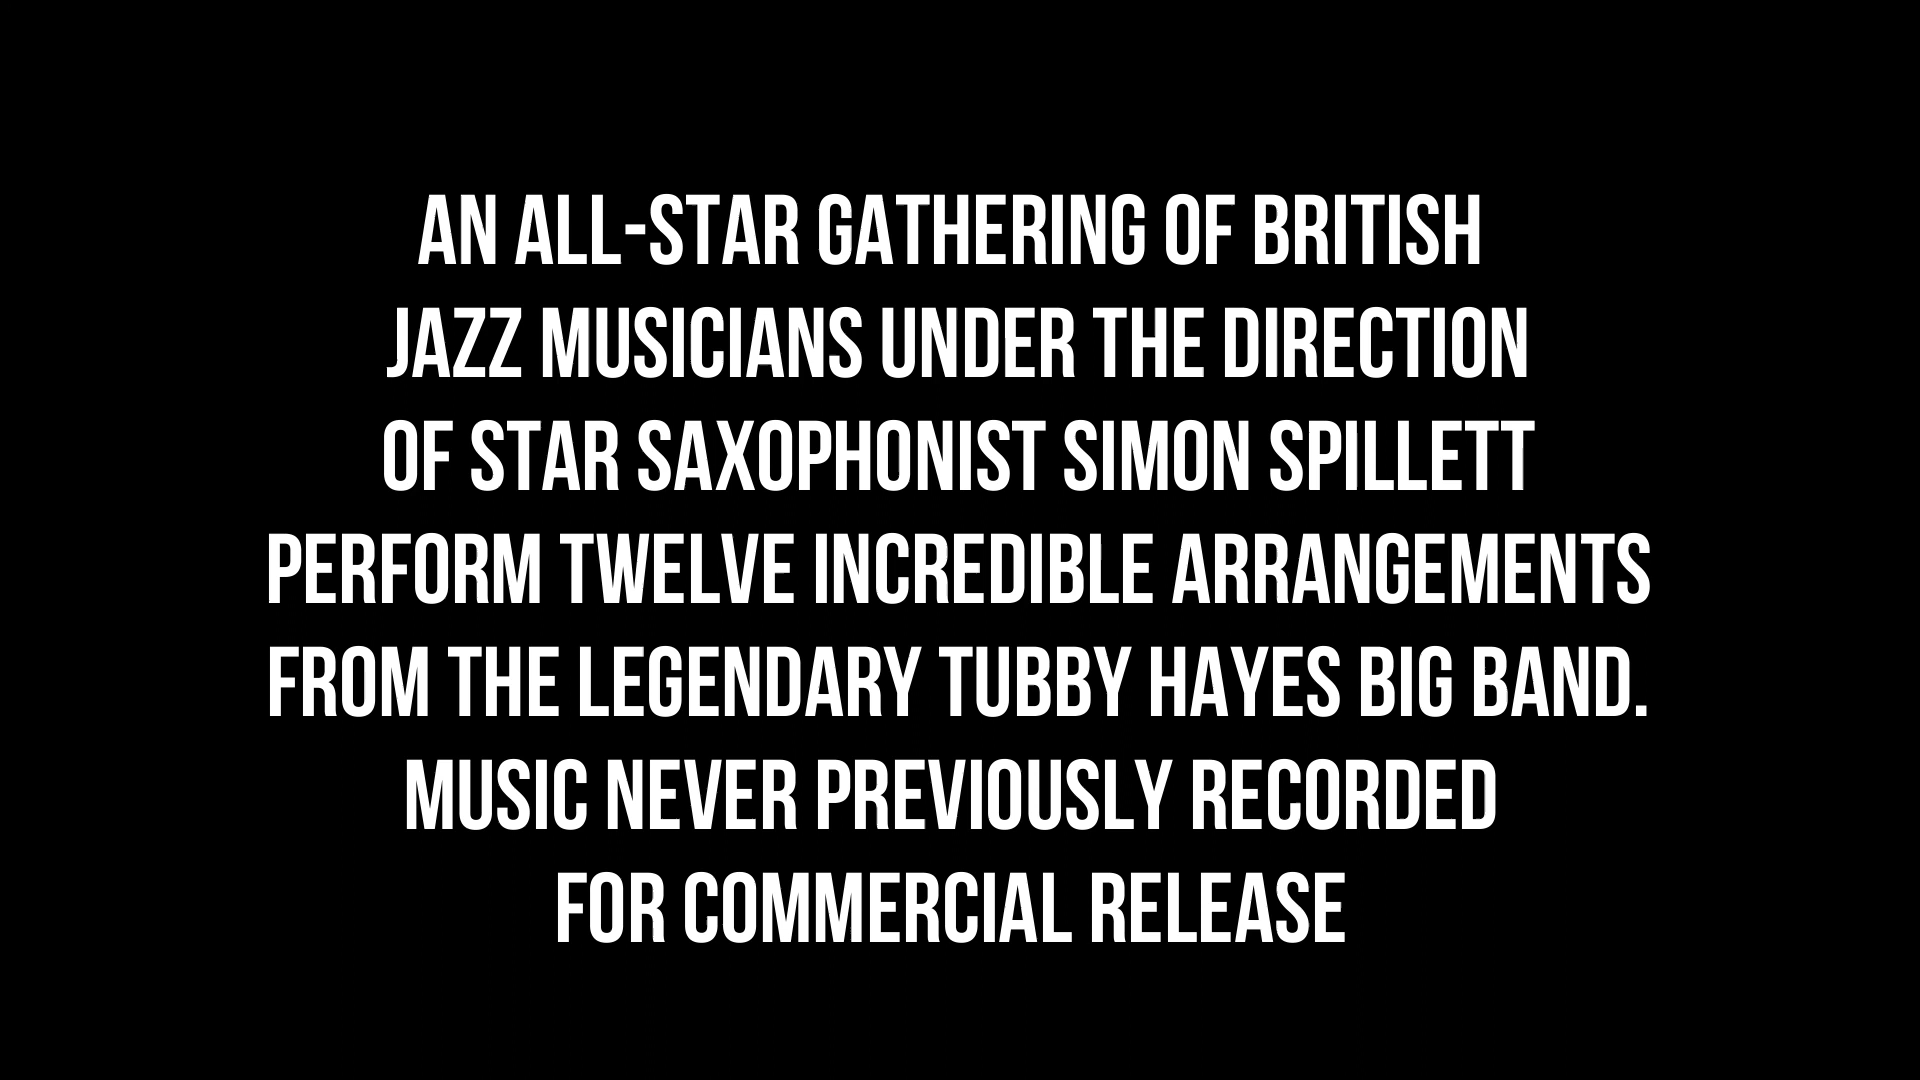 AN ALL-STAR GATHERING OF BRITISH
JAZZ MUSICIANS UNDER THE DIRECTION
OF STAR SAXOPHONIST SIMON SPILLETT
PERFORM TWELVE INCREDIBLE ARRANGEMENTS
FROM THE LEGENDARY TUBBY HAYES BIG BAND.
MUSIC NEVER PREVIOUSLY RECORDED
FOR COMMERCIAL RELEASE